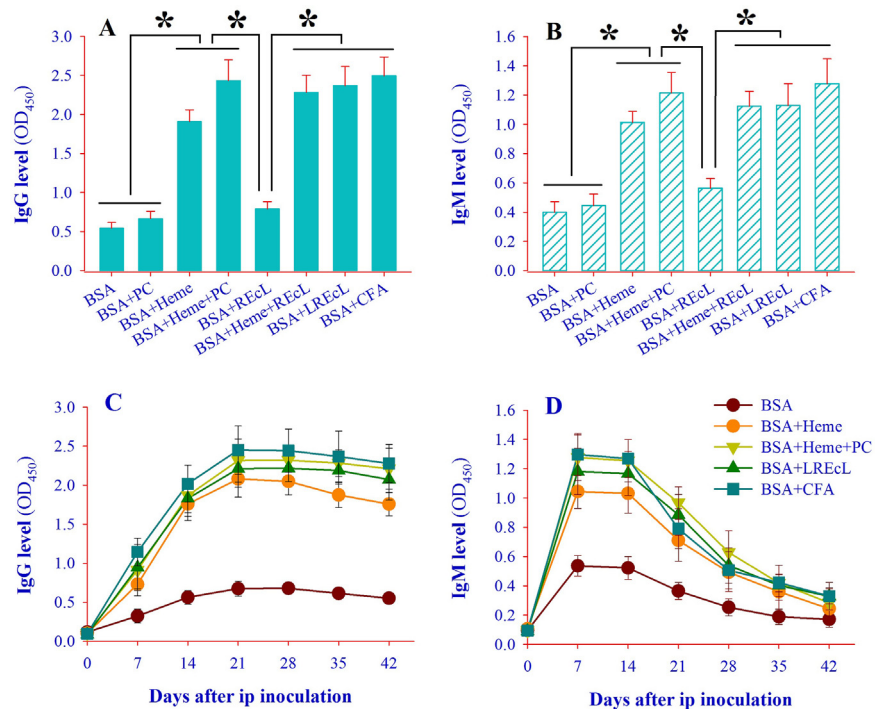 A
*
*
*
IgG level (OD450)
3.0
2.5
2.0
1.5
1.0
0.5
0.0
BSA
BSA+PC
BSA+Heme
BSA+Heme+PC
BSA+REcL
BSA+Heme+REcL
BSA+LREcL
BSA+CFA
B
*
*
*
IgM level (OD450)
1.6
1.4
1.2
1.0
0.8
0.6
0.4
0.2
0.0
BSA
BSA+PC
BSA+Heme
BSA+Heme+PC
BSA+REcL
BSA+Heme+REcL
BSA+LREcL
BSA+CFA
C
IgG level (OD450)
3.0
2.5
2.0
1.5
1.0
0.5
0.0
0 7 14 21 28 35 42
Days after ip inoculation
D
IgM level (OD450)
1.6
1.4
1.2
1.0
0.8
0.6
0.4
0.2
0.0
BSA
BSA+Heme
BSA+Heme+PC
BSA+LREcL
BSA+CFA
0 7 14 21 28 35 42
Days after ip inoculation